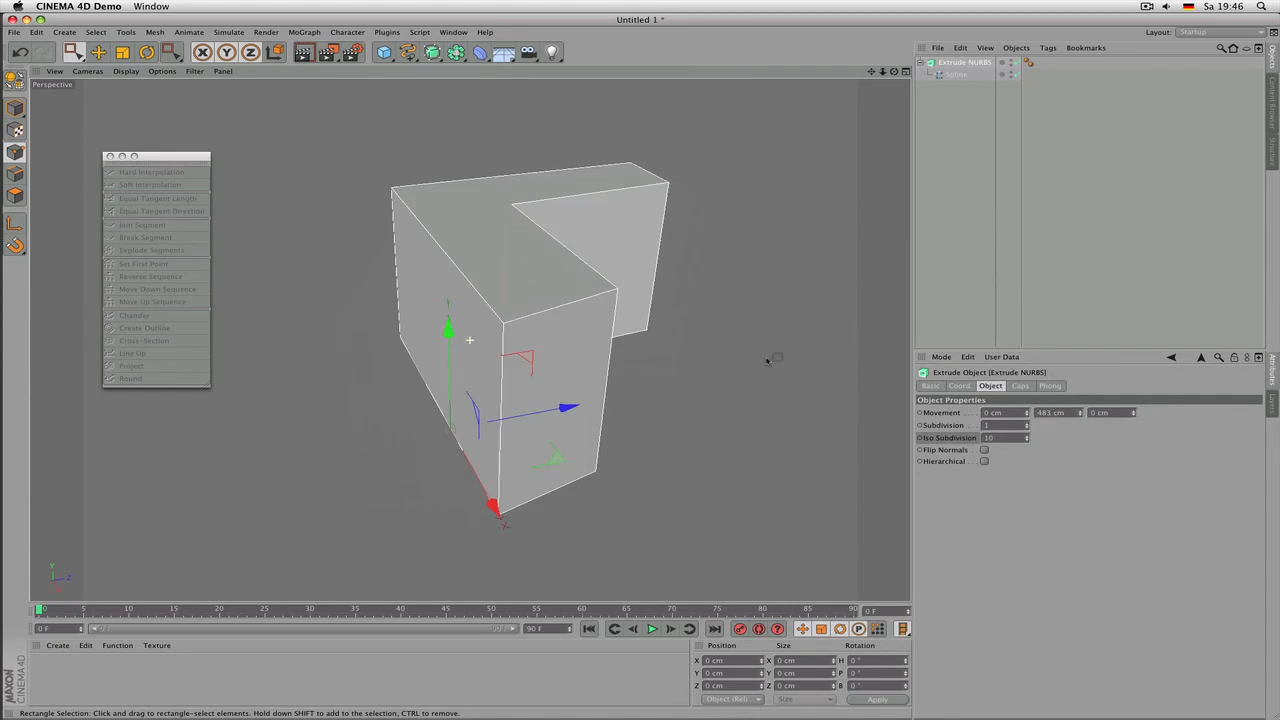 CINEMA 4D Demo Window Sa 19:46
Untitled 1 *
File Edit Create Select Tools Mesh Animate Simulate Render MoGraph Character Plugins Script Window Help Layout: Startup
File Edit View Objects Tags Bookmarks
View Cameras Display Options Filter Panel
Perspective
Extrude NURBS
Spline
Objects
Content Browser
Structure
Hard Interpolation
Soft Interpolation
Equal Tangent Length
Equal Tangent Direction
Join Segment
Break Segment
Explode Segments
Set First Point
Reverse Sequence
Move Down Sequence
Move Up Sequence
Chamfer
Create Outline
Cross-Section
Line Up
Project
Round
Y
X
Y
Z
Mode Edit User Data
Extrude Object [Extrude NURBS]
Basic Coord. Object Caps Phong
Object Properties
Movement . . . . 0 cm 483 cm 0 cm
Subdivision . . 1
Iso Subdivision 10
Flip Normals . .
Hierarchical . . .
Attributes
Layers
0 5 10 15 20 25 30 35 40 45 50 55 60 65 70 75 80 85 90 0 F
0 F 90 F
P
Create Edit Function Texture
Position Size Rotation
X 0 cm X 0 cm H 0 °
Y 0 cm Y 0 cm P 0 °
Z 0 cm Z 0 cm B 0 °
Object (Rel) Size Apply
MAXON
CINEMA 4D
Rectangle Selection: Click and drag to rectangle-select elements. Hold down SHIFT to add to the selection, CTRL to remove.